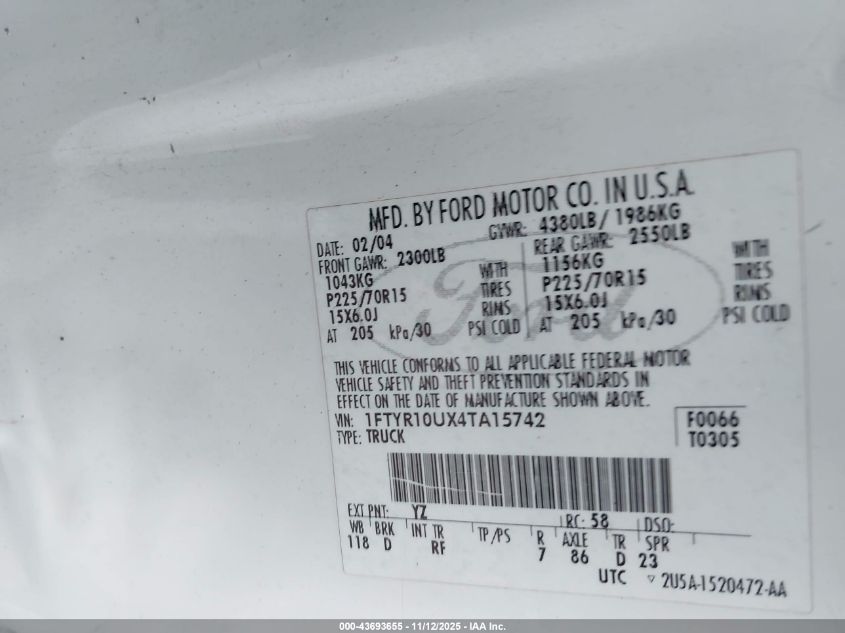 MFD. BY FORD MOTOR CO. IN U.S.A.
DATE: 02/04 GVWR: 4380LB/ 1986KG
FRONT GAWR: 2300LB REAR GAWR: 2550LB
1043KG WITH 1156KG WITH
P225/70R15 TIRES P225/70R15 TIRES
15X6.0J RIMS 15X6.0J RIMS
AT 205 kPa/30 PSI COLD AT 205 kPa/30 PSI COLD
Ford
THIS VEHICLE CONFORMS TO ALL APPLICABLE FEDERAL MOTOR
VEHICLE SAFETY AND THEFT PREVENTION STANDARDS IN
EFFECT ON THE DATE OF MANUFACTURE SHOWN ABOVE.
VIN: 1FTYR10UX4TA15742 F0066
TYPE: TRUCK T0305
EXT PNT: YZ RC: 58 DSO:
WB BRK INT TR TP/PS R AXLE TR SPR
118 D RF 7 86 D 23
UTC ▽ 2U5A-1520472-AA
000-43693655 - 11/12/2025 - IAA Inc.